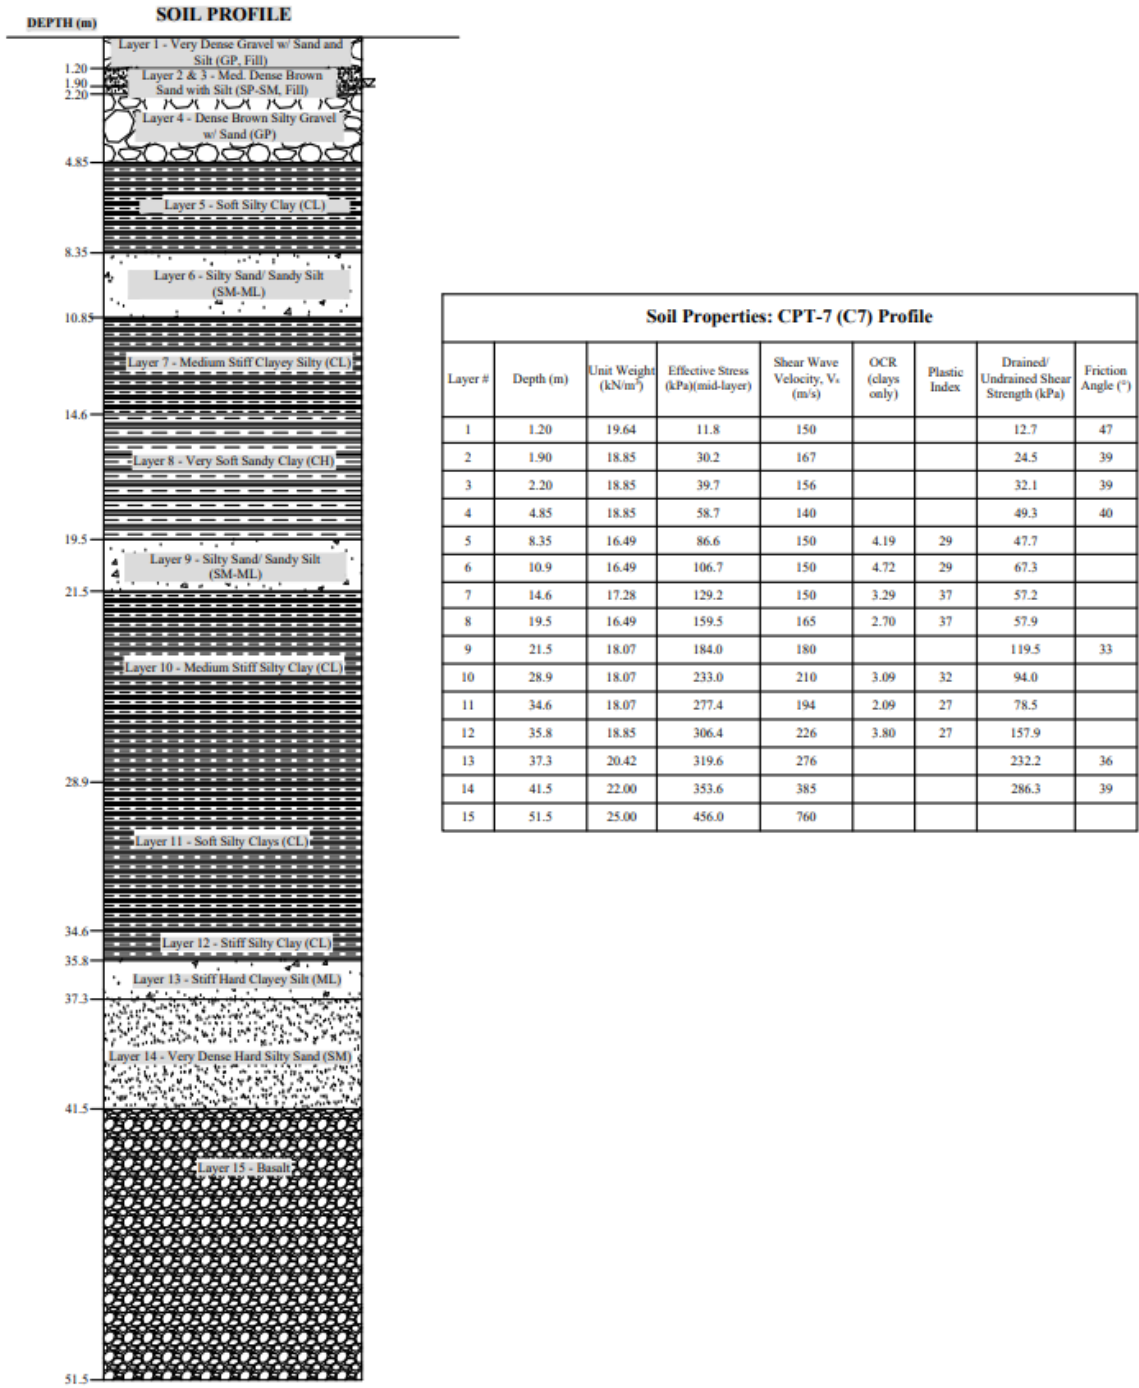 SOIL PROFILE
DEPTH (m)
Layer 1 - Very Dense Gravel w/ Sand and
Silt (GP, Fill)
1.20
Layer 2 & 3 - Med. Dense Brown
Sand with Silt (SP-SM, Fill)
1.90
2.20
Layer 4 - Dense Brown Silty Gravel
w/ Sand (GP)
4.85
Layer 5 - Soft Silty Clay (CL)
8.35
Layer 6 - Silty Sand/ Sandy Silt
(SM-ML)
10.85
Layer 7 - Medium Stiff Clayey Silty (CL)
14.6
Layer 8 - Very Soft Sandy Clay (CH)
19.5
Layer 9 - Silty Sand/ Sandy Silt
(SM-ML)
21.5
Layer 10 - Medium Stiff Silty Clay (CL)
28.9
Layer 11 - Soft Silty Clays (CL)
34.6
Layer 12 - Stiff Silty Clay (CL)
35.8
Layer 13 - Stiff Hard Clayey Silt (ML)
37.3
Layer 14 - Very Dense Hard Silty Sand (SM)
41.5
Layer 15 - Basalt
51.5
Soil Properties: CPT-7 (C7) Profile
Layer # Depth (m) Unit Weight (kN/m³) Effective Stress (kPa)(mid-layer) Shear Wave Velocity, Vₛ (m/s) OCR (clays only) Plastic Index Drained/ Undrained Shear Strength (kPa) Friction Angle (°)
1 1.20 19.64 11.8 150 12.7 47
2 1.90 18.85 30.2 167 24.5 39
3 2.20 18.85 39.7 156 32.1 39
4 4.85 18.85 58.7 140 49.3 40
5 8.35 16.49 86.6 150 4.19 29 47.7
6 10.9 16.49 106.7 150 4.72 29 67.3
7 14.6 17.28 129.2 150 3.29 37 57.2
8 19.5 16.49 159.5 165 2.70 37 57.9
9 21.5 18.07 184.0 180 119.5 33
10 28.9 18.07 233.0 210 3.09 32 94.0
11 34.6 18.07 277.4 194 2.09 27 78.5
12 35.8 18.85 306.4 226 3.80 27 157.9
13 37.3 20.42 319.6 276 232.2 36
14 41.5 22.00 353.6 385 286.3 39
15 51.5 25.00 456.0 760